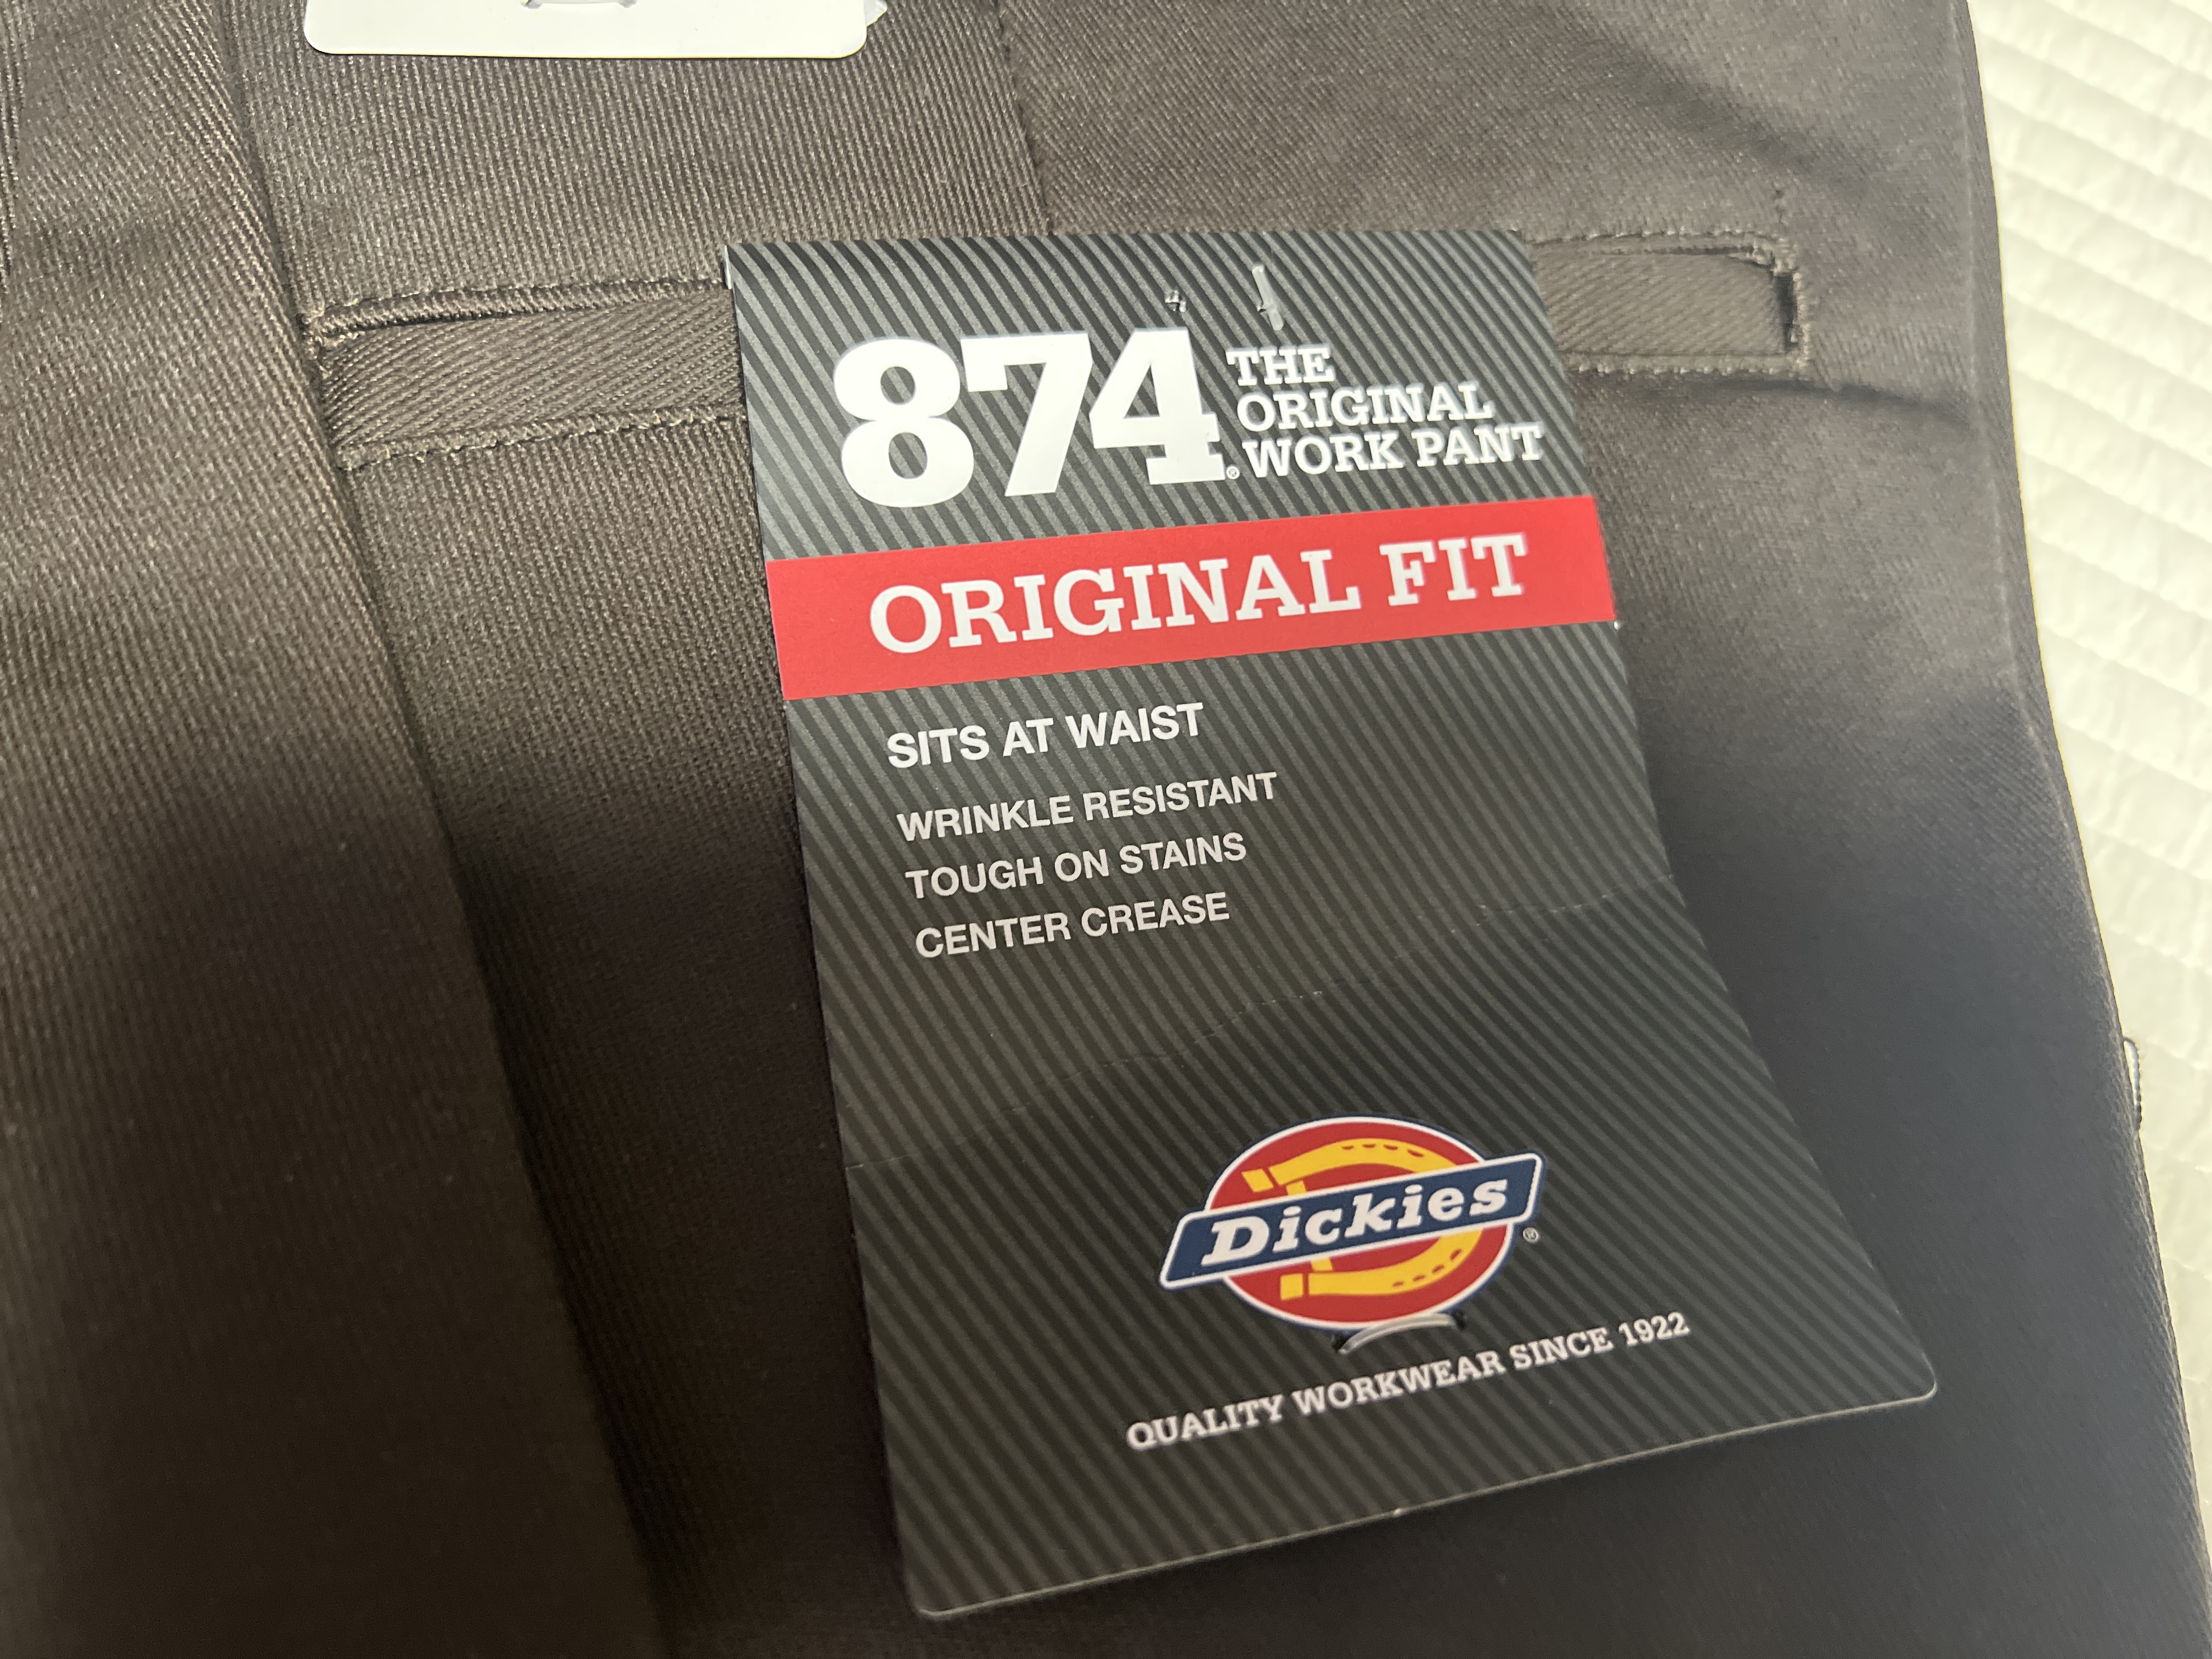 874®
THE
ORIGINAL
WORK PANT
ORIGINAL FIT
SITS AT WAIST
WRINKLE RESISTANT
TOUGH ON STAINS
CENTER CREASE
Dickies®
QUALITY WORKWEAR SINCE 1922